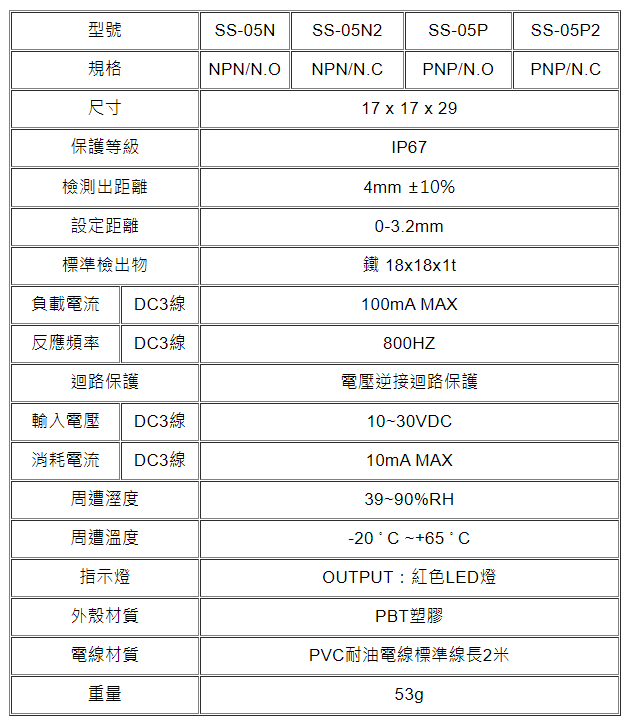 型號 SS-05N SS-05N2 SS-05P SS-05P2
規格 NPN/N.O NPN/N.C PNP/N.O PNP/N.C
尺寸 17 x 17 x 29
保護等級 IP67
檢測出距離 4mm ±10%
設定距離 0-3.2mm
標準檢出物 鐵 18x18x1t
負載電流 DC3線 100mA MAX
反應頻率 DC3線 800HZ
迴路保護 電壓逆接迴路保護
輸入電壓 DC3線 10~30VDC
消耗電流 DC3線 10mA MAX
周遭溼度 39~90%RH
周遭溫度 -20 ﾟC ~+65 ﾟC
指示燈 OUTPUT：紅色LED燈
外殼材質 PBT塑膠
電線材質 PVC耐油電線標準線長2米
重量 53g